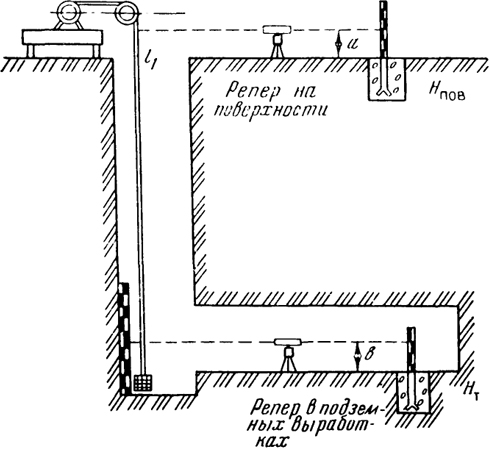 l₁
a
Репер на
поверхности
Hпов
в
Hт
Репер в подзем-
ных выработ-
ках